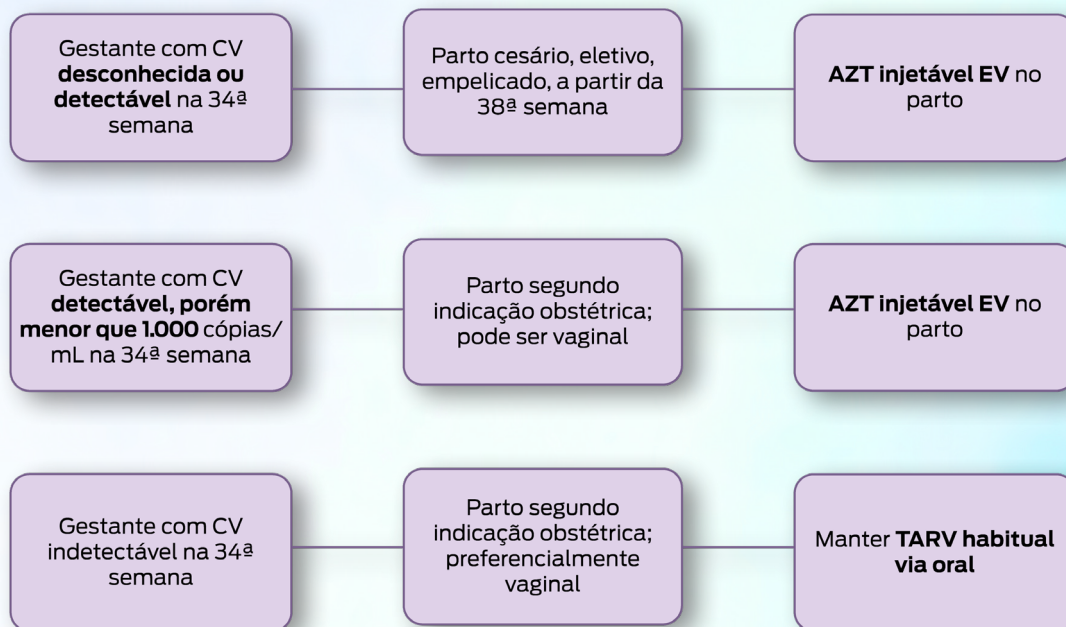 Gestante com CV
desconhecida ou
detectável na 34ª
semana
Parto cesário, eletivo,
empelicado, a partir da
38ª semana
AZT injetável EV no
parto
Gestante com CV
detectável, porém
menor que 1.000 cópias/
mL na 34ª semana
Parto segundo
indicação obstétrica;
pode ser vaginal
AZT injetável EV no
parto
Gestante com CV
indetectável na 34ª
semana
Parto segundo
indicação obstétrica;
preferencialmente
vaginal
Manter TARV habitual
via oral